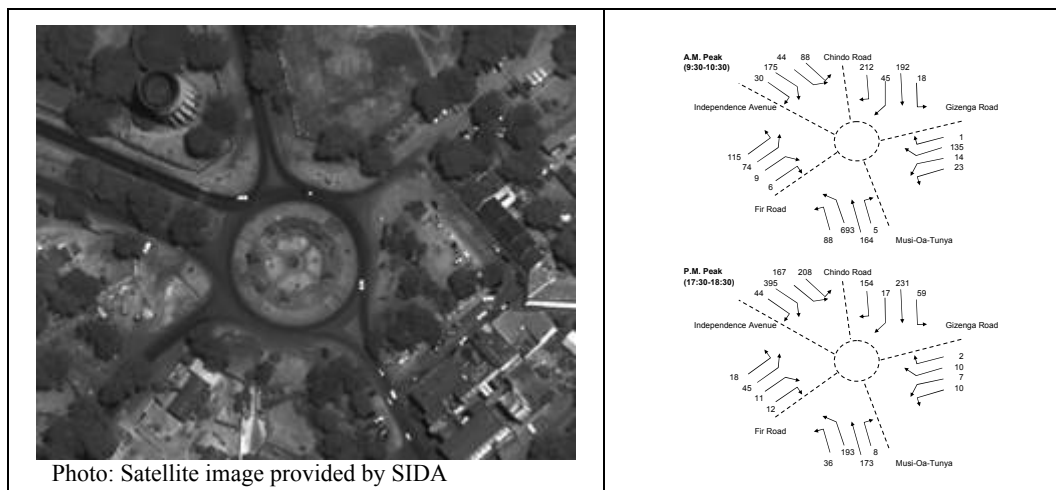 Photo: Satellite image provided by SIDA
A.M. Peak
(9:30-10:30)
44 88 Chindo Road
175 212 192
30 45 18
Independence Avenue Gizenga Road
1
135
115 14
74 23
9
6
Fir Road
693 5
88 164 Musi-Oa-Tunya
P.M. Peak
(17:30-18:30)
167 208 Chindo Road
395 154 231
44 17 59
Independence Avenue Gizenga Road
2
10
18 7
45 10
11
12
Fir Road
193 8
36 173 Musi-Oa-Tunya